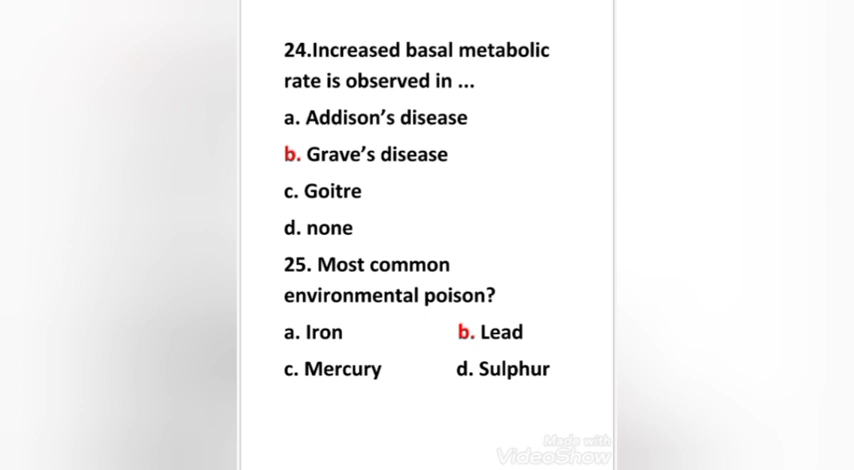 24.Increased basal metabolic
rate is observed in ...
a. Addison's disease
b. Grave's disease
c. Goitre
d. none
25. Most common
environmental poison?
a. Iron b. Lead
c. Mercury d. Sulphur
Made with
VideoShow